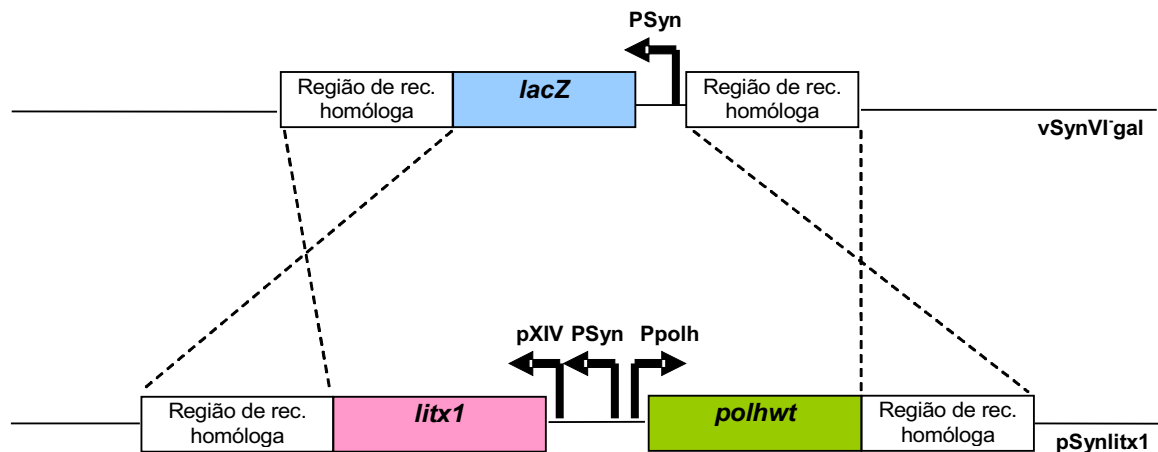 PSyn
Região de rec.
homóloga
lacZ
Região de rec.
homóloga
vSynVI-gal
pXIV PSyn Ppolh
Região de rec.
homóloga
litx1
polhwt
Região de rec.
homóloga
pSynlitx1